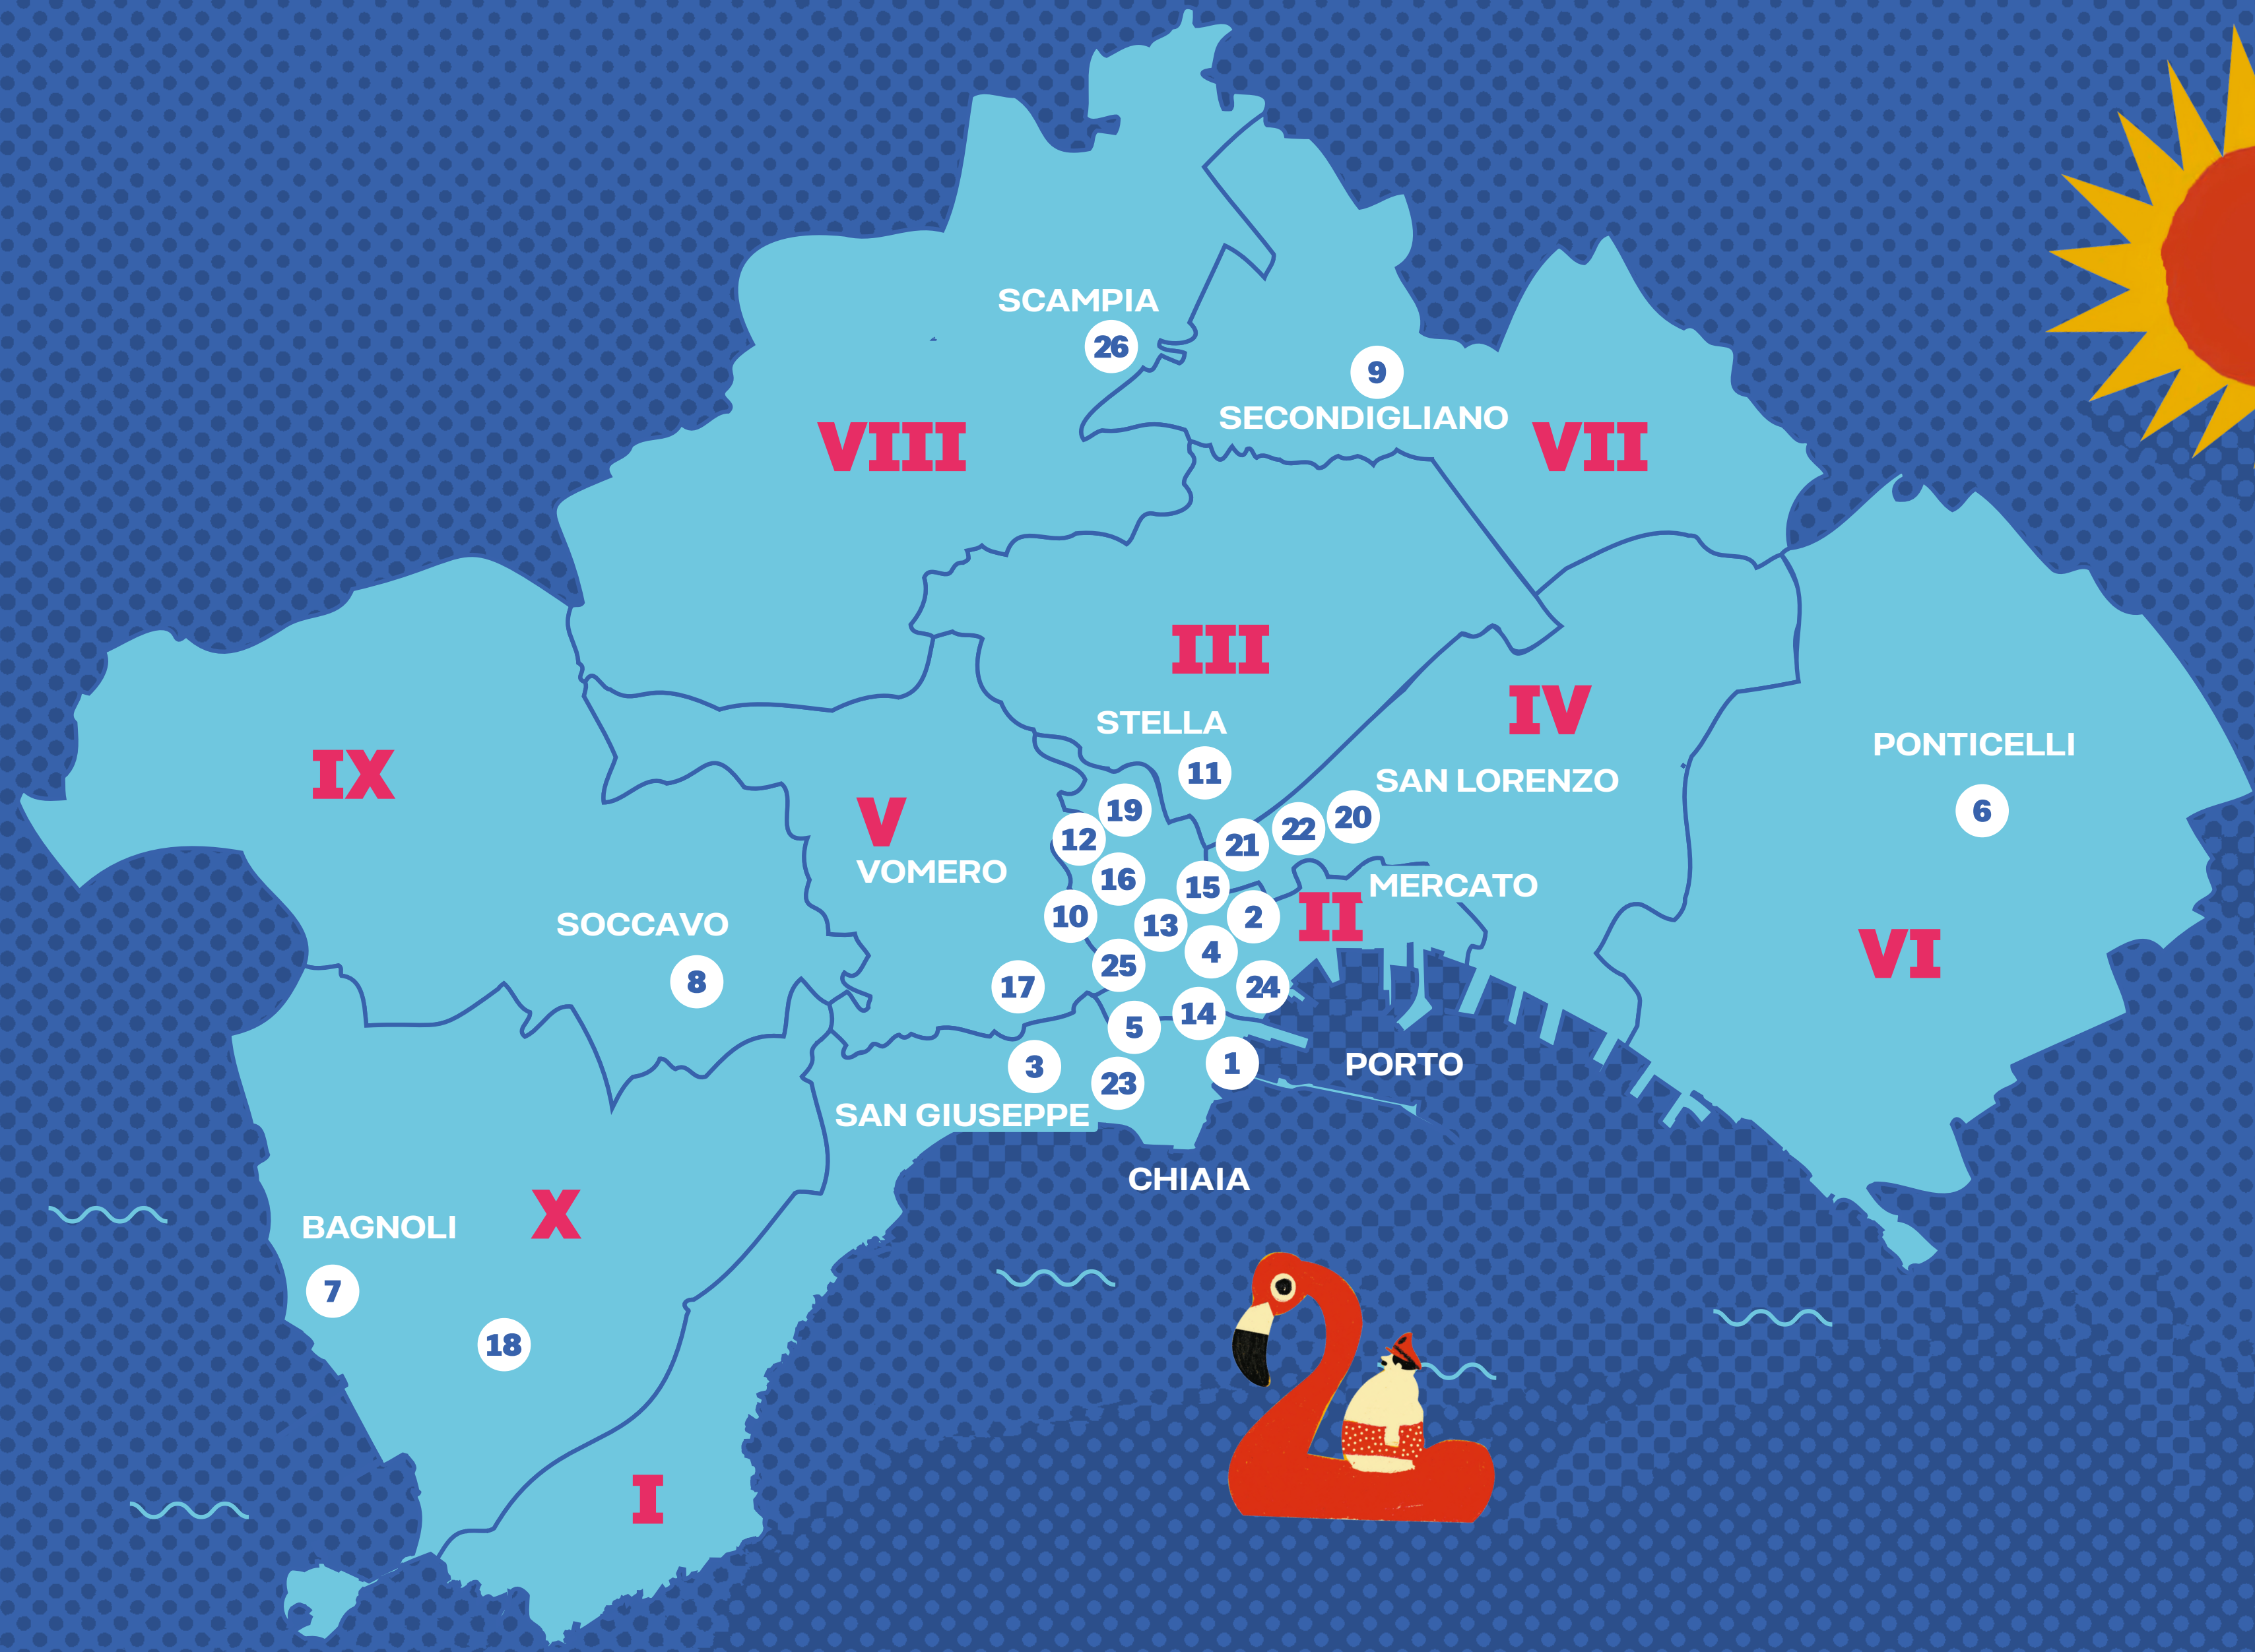 SCAMPIA
26
9
SECONDIGLIANO
VIII
VII
III
IV
STELLA
PONTICELLI
IX
11
SAN LORENZO
19
6
V
12
22
20
21
VOMERO
16
15
MERCATO
SOCCAVO
10
13
2
II
4
VI
25
8
17
24
14
5
3
1
PORTO
23
SAN GIUSEPPE
CHIAIA
X
BAGNOLI
7
18
I